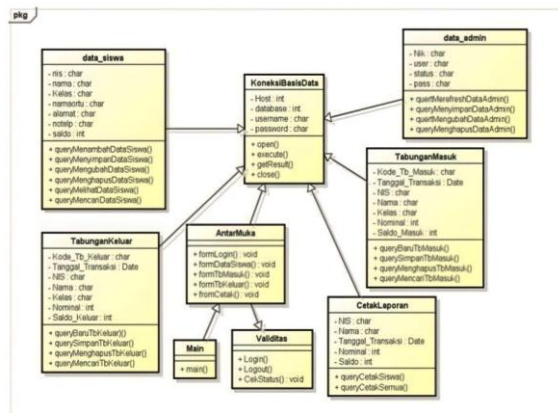 pkg
data_siswa
- nis : char
- nama : char
- Kelas : char
- namaortu : char
- alamat : char
- notelp : char
- saldo : int
+ queryMenambahDataSiswa()
+ queryMenyimpanDataSiswa()
+ queryMengubahDataSiswa()
+ queryMenghapusDataSiswa()
+ queryMelihatDataSiswa()
+ queryMencariDataSiswa()
KoneksiBasisData
- Host : int
- database : int
- username : char
- password : char
+ open()
+ execute()
+ getResult()
+ close()
data_admin
- Nik : char
- user : char
- status : char
- pass : char
+ quertMerefreshDataAdmin()
+ queryMenyimpanDataAdmin()
+ quertMengubahDataAdmin()
+ queryMenghapusDataAdmin()
TabunganMasuk
- Kode_Tb_Masuk : char
- Tanggal_Transaksi : Date
- NIS : char
- Nama : char
- Kelas : char
- Nominal : int
- Saldo_Masuk : int
+ queryBaruTbMasuk()
+ querySimpanTbMasuk()
+ queryMenghapusTbMasuk()
+ queryMencariTbMasuk()
TabunganKeluar
- Kode_Tb_Keluar : char
- Tanggal_Transaksi : Date
- NIS : char
- Nama : char
- Kelas : char
- Nominal : int
- Saldo_Keluar : int
+ queryBaruTbKeluar()
+ querySimpanTbKeluar()
+ queryMenghapusTbKeluar()
+ queryMencariTbKeluar()
AntarMuka
+ formLogin() : void
+ formDataSiswa() : void
+ formTbMasuk() : void
+ formTbKeluar() : void
+ fromCetak() : void
Main
+ main()
Validitas
+ Login()
+ Logout()
+ CekStatus() : void
CetakLaporan
- NIS : char
- Nama : char
- Tanggal_Transaksi : Date
- Nominal : int
- Saldo : int
+ queryCetakSiswa()
+ queryCetakSemua()